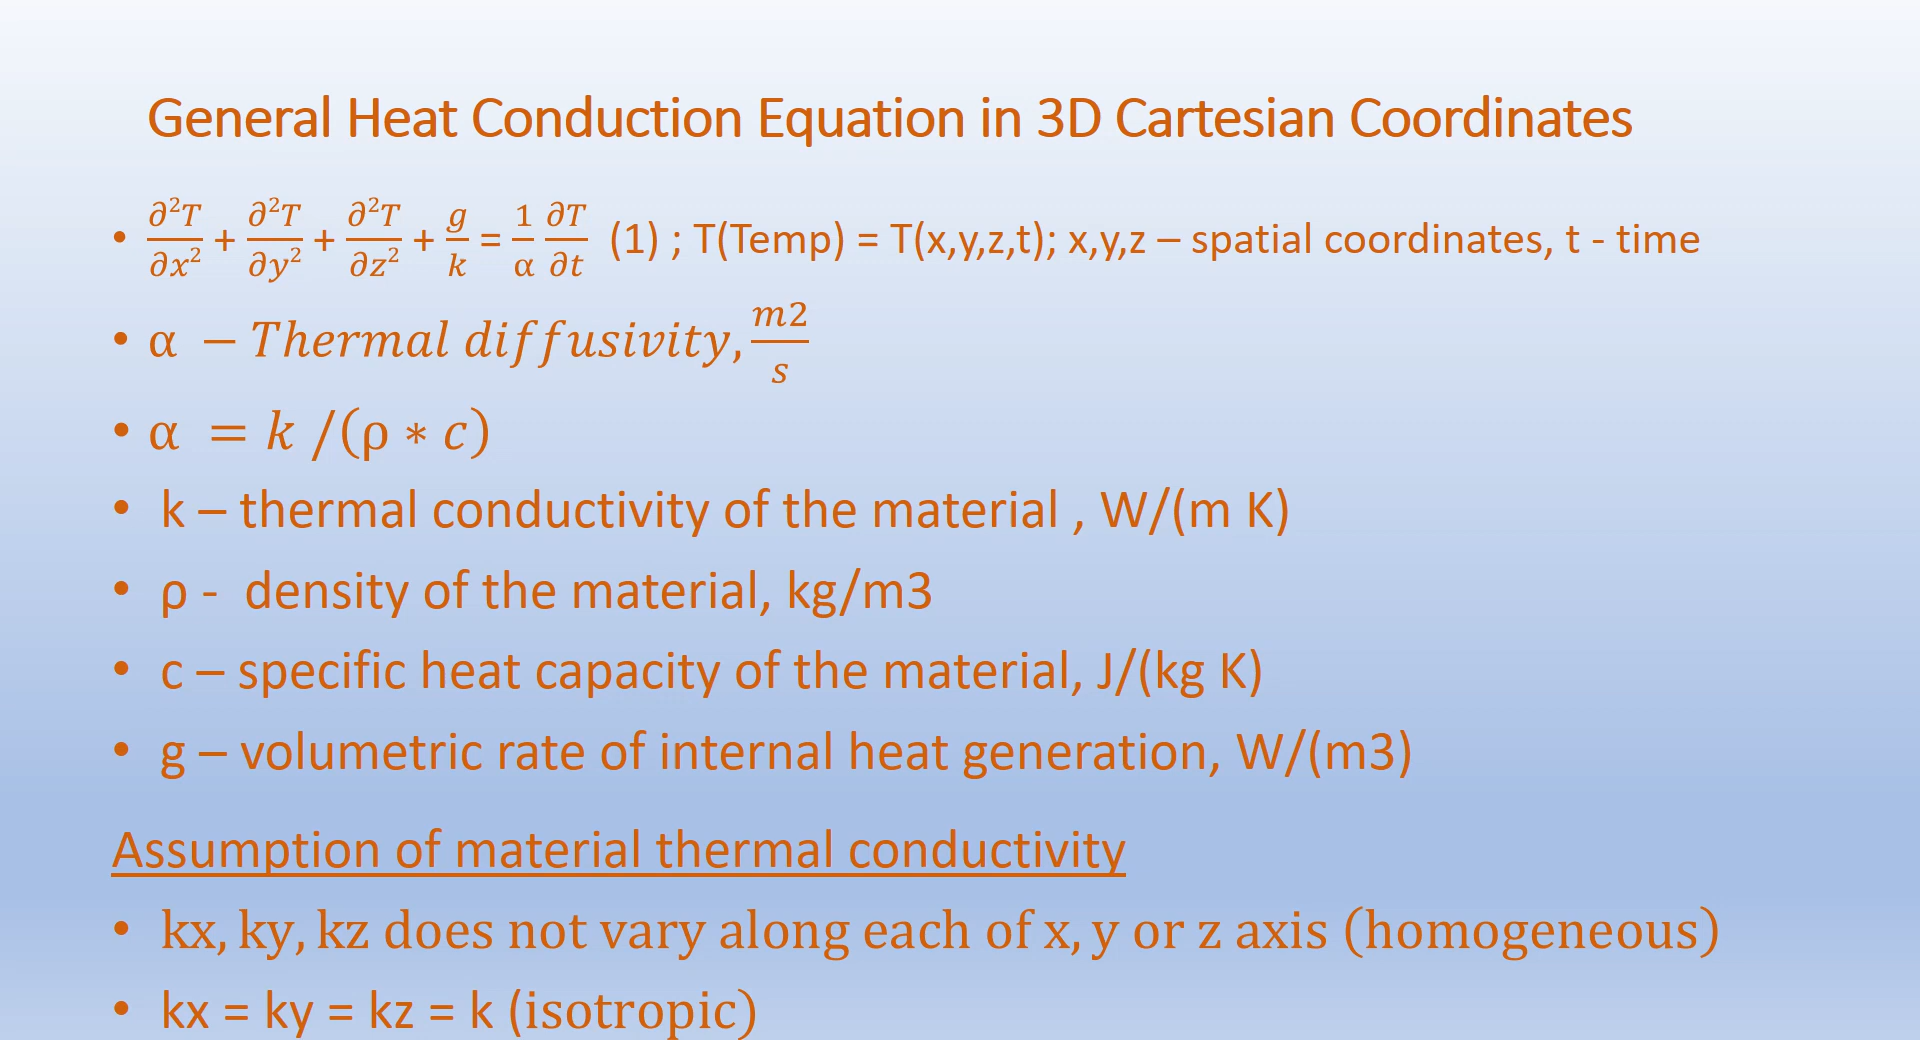 General Heat Conduction Equation in 3D Cartesian Coordinates
• ∂²T/∂x² + ∂²T/∂y² + ∂²T/∂z² + g/k = 1/α ∂T/∂t (1) ; T(Temp) = T(x,y,z,t); x,y,z – spatial coordinates, t - time
• α – Thermal diffusivity, m2/s
• α = k /(ρ ∗ c)
• k – thermal conductivity of the material , W/(m K)
• ρ - density of the material, kg/m3
• c – specific heat capacity of the material, J/(kg K)
• g – volumetric rate of internal heat generation, W/(m3)
Assumption of material thermal conductivity
• kx, ky, kz does not vary along each of x, y or z axis (homogeneous)
• kx = ky = kz = k (isotropic)